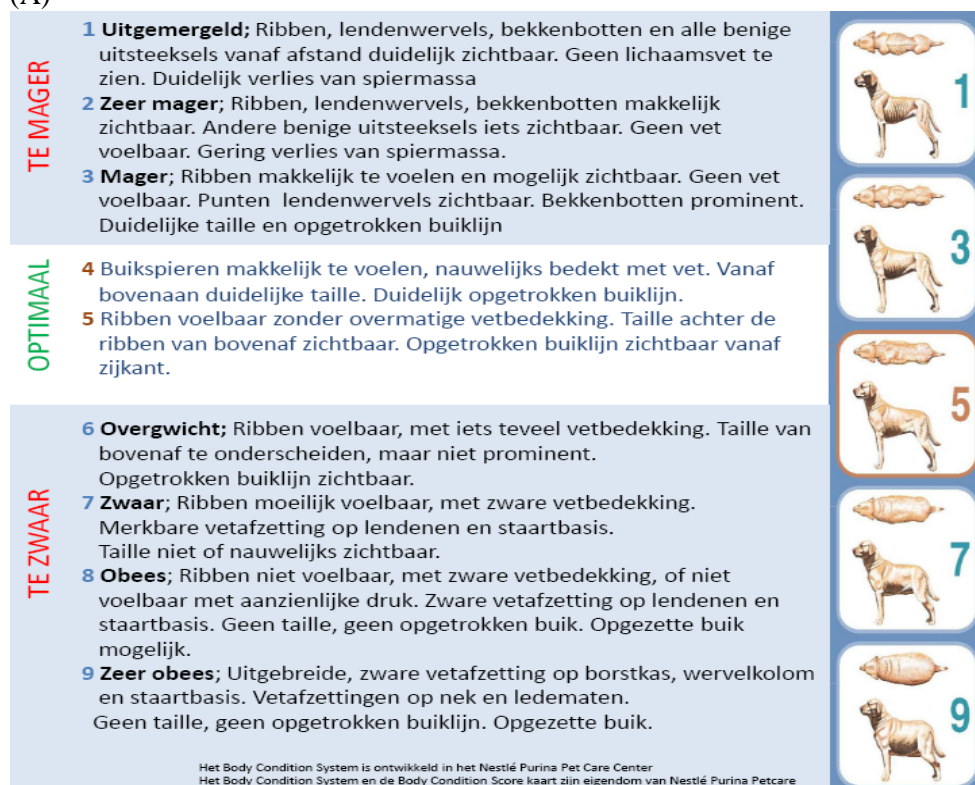 (A)
TE MAGER
1 Uitgemergeld; Ribben, lendenwervels, bekkenbotten en alle benige
uitsteeksels vanaf afstand duidelijk zichtbaar. Geen lichaamsvet te
zien. Duidelijk verlies van spiermassa
2 Zeer mager; Ribben, lendenwervels, bekkenbotten makkelijk
zichtbaar. Andere benige uitsteeksels iets zichtbaar. Geen vet
voelbaar. Gering verlies van spiermassa.
3 Mager; Ribben makkelijk te voelen en mogelijk zichtbaar. Geen vet
voelbaar. Punten lendenwervels zichtbaar. Bekkenbotten prominent.
Duidelijke taille en opgetrokken buiklijn
OPTIMAAL
4 Buikspieren makkelijk te voelen, nauwelijks bedekt met vet. Vanaf
bovenaan duidelijke taille. Duidelijk opgetrokken buiklijn.
5 Ribben voelbaar zonder overmatige vetbedekking. Taille achter de
ribben van bovenaf zichtbaar. Opgetrokken buiklijn zichtbaar vanaf
zijkant.
TE ZWAAR
6 Overgwicht; Ribben voelbaar, met iets teveel vetbedekking. Taille van
bovenaf te onderscheiden, maar niet prominent.
Opgetrokken buiklijn zichtbaar.
7 Zwaar; Ribben moeilijk voelbaar, met zware vetbedekking.
Merkbare vetafzetting op lendenen en staartbasis.
Taille niet of nauwelijks zichtbaar.
8 Obees; Ribben niet voelbaar, met zware vetbedekking, of niet
voelbaar met aanzienlijke druk. Zware vetafzetting op lendenen en
staartbasis. Geen taille, geen opgetrokken buik. Opgezette buik
mogelijk.
9 Zeer obees; Uitgebreide, zware vetafzetting op borstkas, wervelkolom
en staartbasis. Vetafzettingen op nek en ledematen.
Geen taille, geen opgetrokken buiklijn. Opgezette buik.
Het Body Condition System is ontwikkeld in het Nestlé Purina Pet Care Center
Het Body Condition System en de Body Condition Score kaart zijn eigendom van Nestlé Purina Petcare
1
3
5
7
9